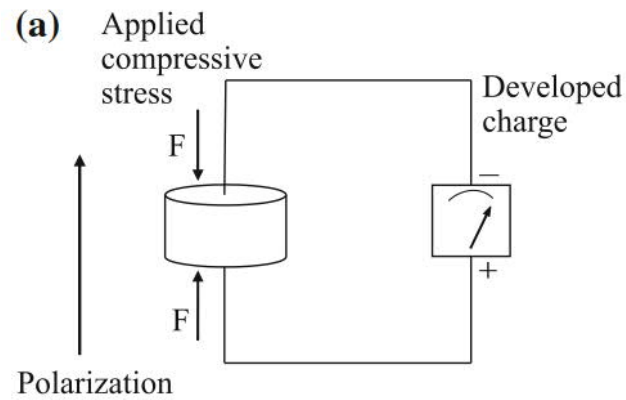 (a) Applied
compressive
stress
Developed
charge
F
−
+
F
Polarization